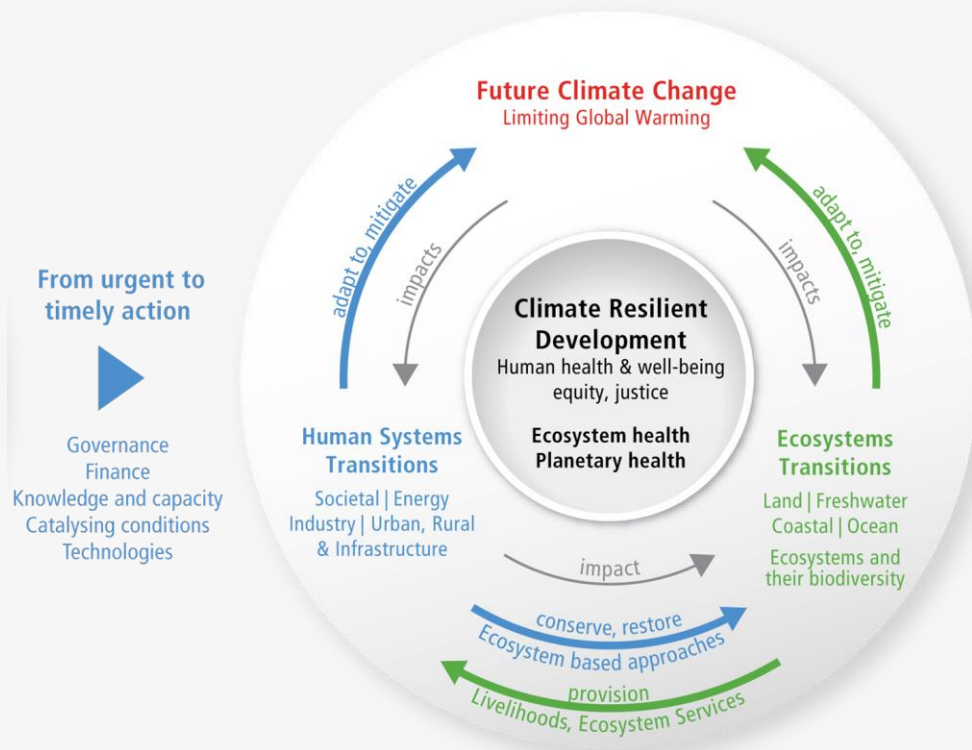 Future Climate Change
Limiting Global Warming
adapt to, mitigate
impacts
impacts
adapt to, mitigate
From urgent to
timely action
Governance
Finance
Knowledge and capacity
Catalysing conditions
Technologies
Climate Resilient
Development
Human health & well-being
equity, justice
Ecosystem health
Planetary health
Human Systems
Transitions
Societal | Energy
Industry | Urban, Rural
& Infrastructure
Ecosystems
Transitions
Land | Freshwater
Coastal | Ocean
Ecosystems and
their biodiversity
impact
conserve, restore
Ecosystem based approaches
provision
Livelihoods, Ecosystem Services